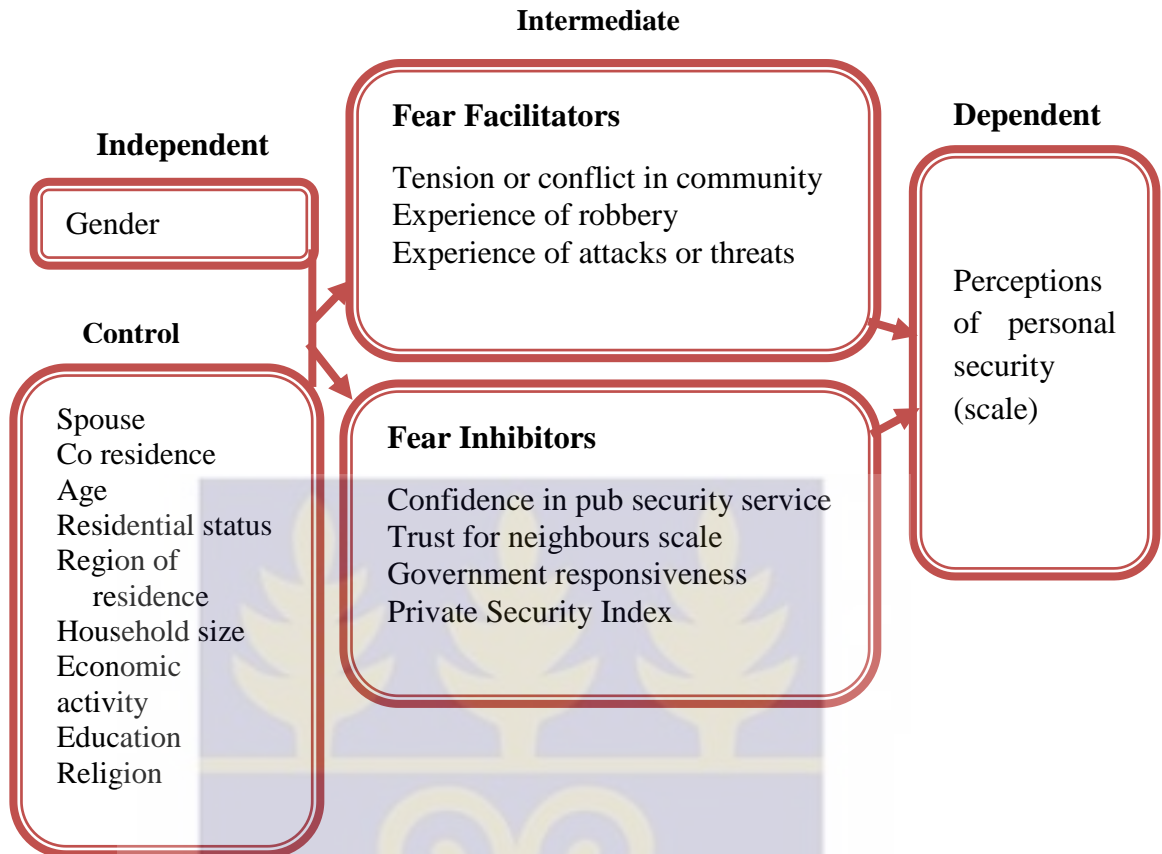 Intermediate
Independent
Gender
Control
Spouse
Co residence
Age
Residential status
Region of
residence
Household size
Economic
activity
Education
Religion
Fear Facilitators
Tension or conflict in community
Experience of robbery
Experience of attacks or threats
Fear Inhibitors
Confidence in pub security service
Trust for neighbours scale
Government responsiveness
Private Security Index
Dependent
Perceptions
of personal
security
(scale)